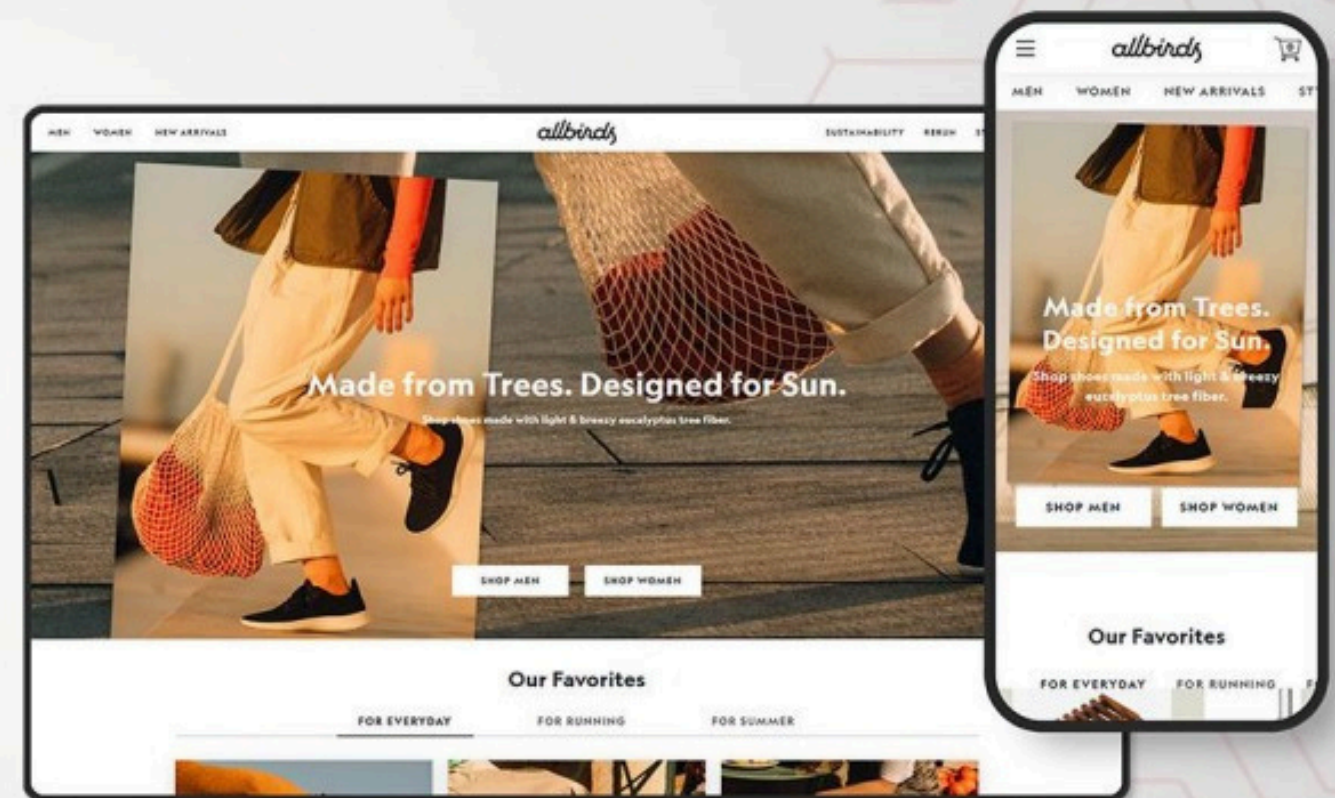 MEN WOMEN NEW ARRIVALS
allbirds
SUSTAINABILITY RERUN
Made from Trees. Designed for Sun.
Shop shoes made with light & breezy eucalyptus tree fiber.
SHOP MEN SHOP WOMEN
Our Favorites
FOR EVERYDAY FOR RUNNING FOR SUMMER
allbirds
0
MEN WOMEN NEW ARRIVALS ST
Made from Trees.
Designed for Sun.
Shop shoes made with light & breezy
eucalyptus tree fiber.
SHOP MEN SHOP WOMEN
Our Favorites
FOR EVERYDAY FOR RUNNING F